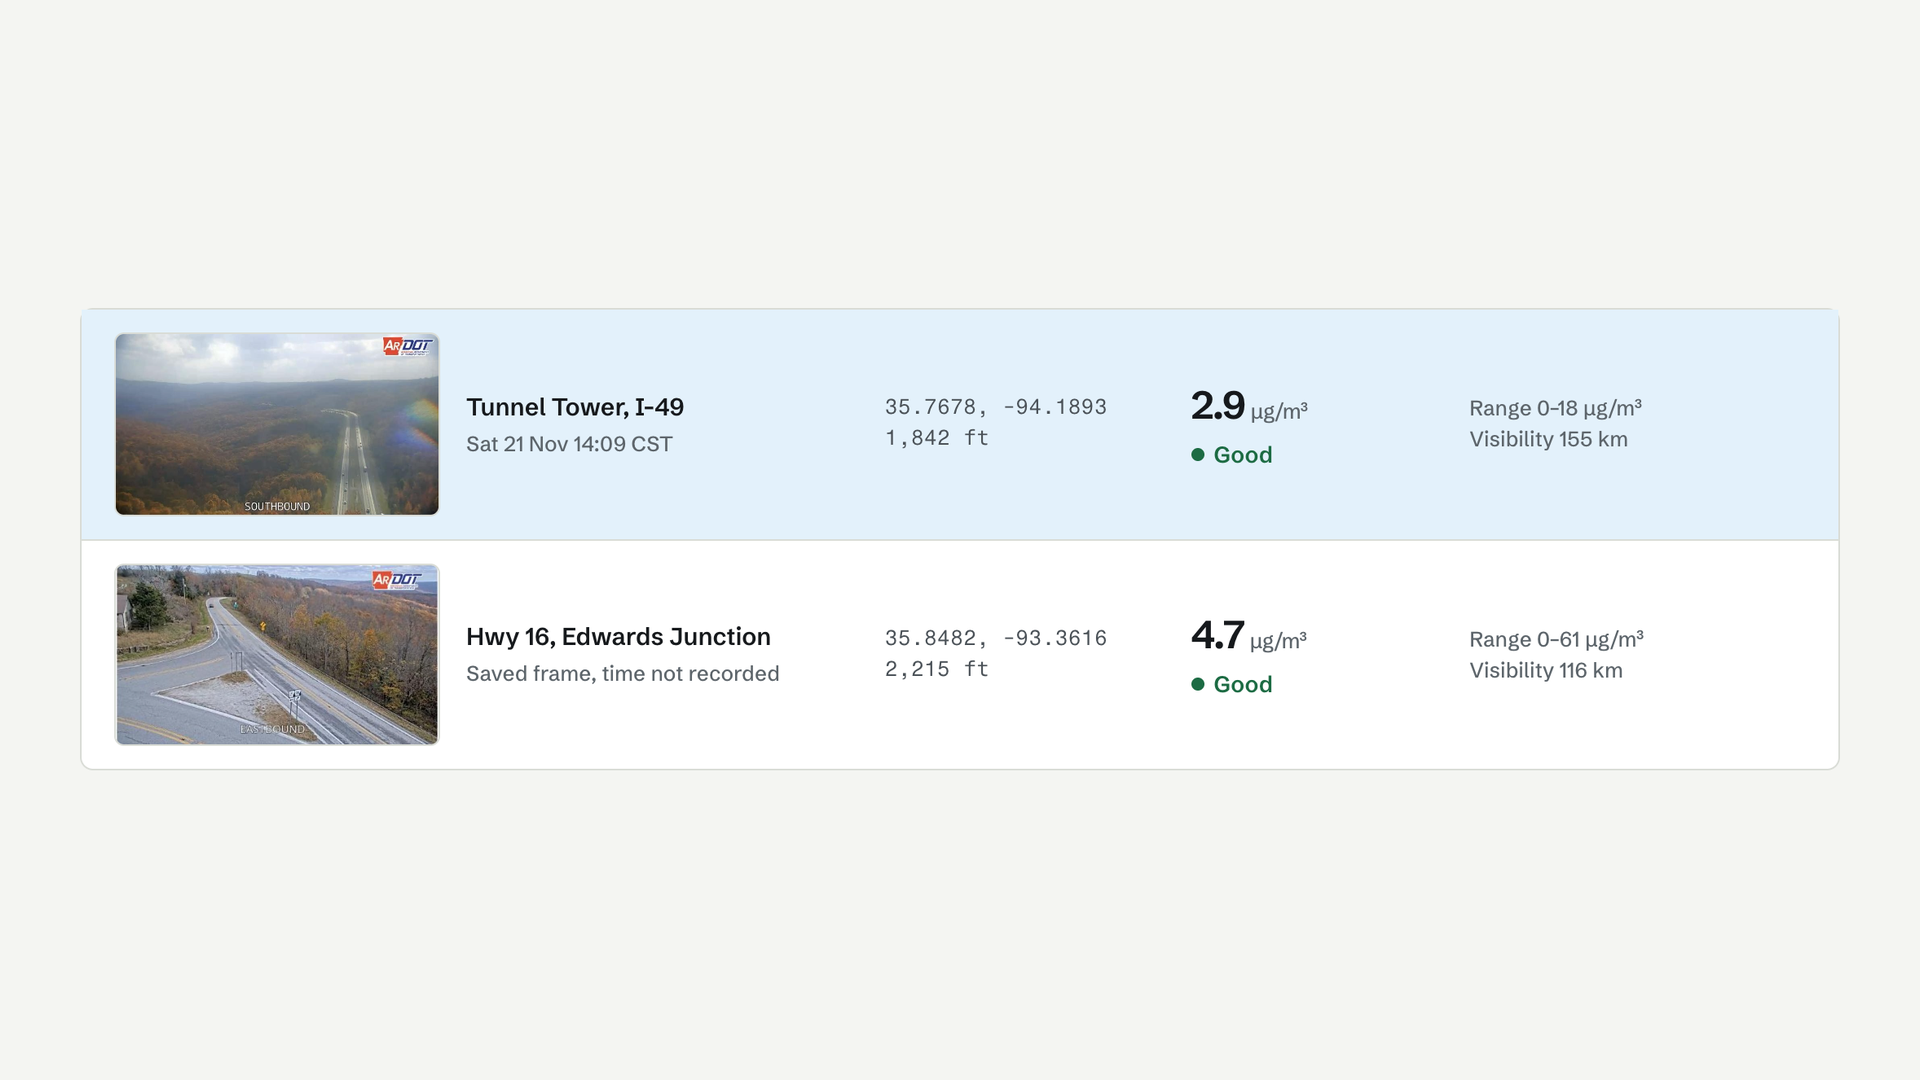 ARDOT
SOUTHBOUND
Tunnel Tower, I-49
Sat 21 Nov 14:09 CST
35.7678, -94.1893
1,842 ft
2.9 µg/m³
Good
Range 0–18 µg/m³
Visibility 155 km
ARDOT
EASTBOUND
Hwy 16, Edwards Junction
Saved frame, time not recorded
35.8482, -93.3616
2,215 ft
4.7 µg/m³
Good
Range 0–61 µg/m³
Visibility 116 km